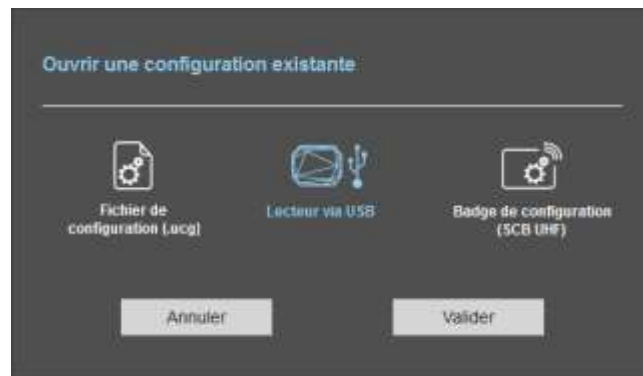 Ouvrir une configuration existante
Fichier de
configuration (.ucg)
Lecteur via USB
Badge de configuration
(SCB UHF)
Annuler
Valider